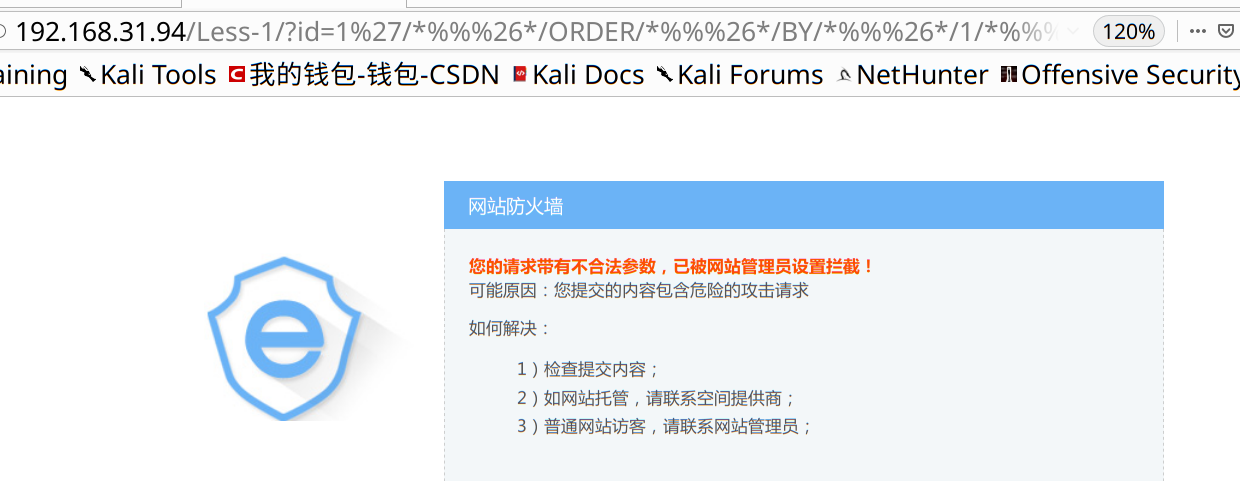 192.168.31.94/Less-1/?id=1%27/*%%%26*/ORDER/*%%%26*/BY/*%%%26*/1/*%%%
120%
aining Kali Tools 我的钱包-钱包-CSDN Kali Docs Kali Forums NetHunter Offensive Security
网站防火墙
您的请求带有不合法参数，已被网站管理员设置拦截！
可能原因：您提交的内容包含危险的攻击请求
如何解决：
1）检查提交内容；
2）如网站托管，请联系空间提供商；
3）普通网站访客，请联系网站管理员；